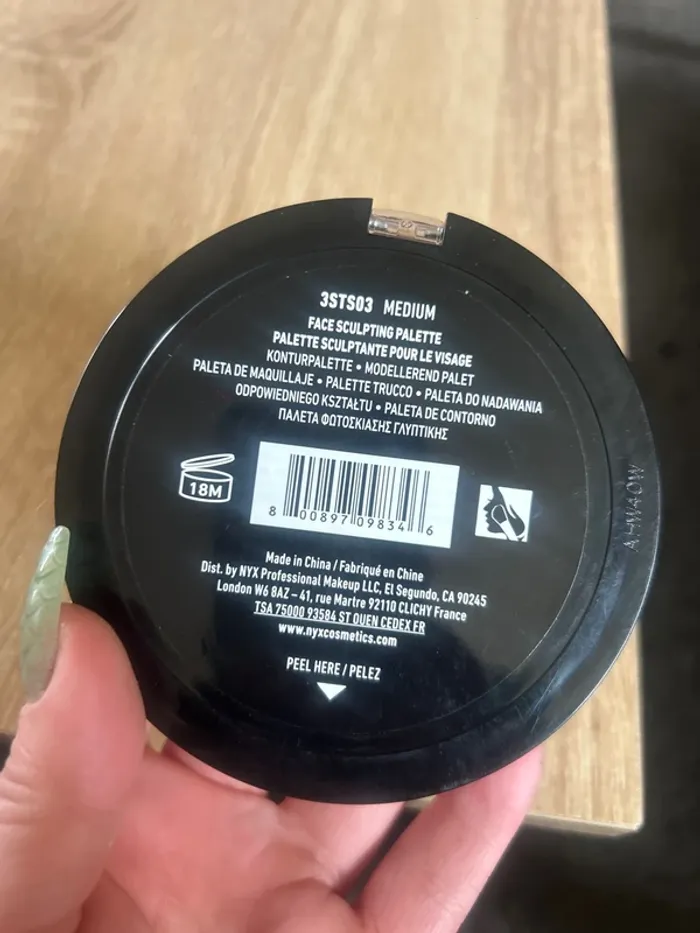 3STS03 MEDIUM
FACE SCULPTING PALETTE
PALETTE SCULPTANTE POUR LE VISAGE
KONTURPALETTE • MODELLEREND PALET
PALETA DE MAQUILLAJE • PALETTE TRUCCO • PALETA DO NADAWANIA
ODPOWIEDNIEGO KSZTAŁTU • PALETA DE CONTORNO
ΠΑΛΕΤΑ ΦΩΤΟΣΚΙΑΣΗΣ ΓΛΥΠΤΙΚΗΣ
18M
8 00897 09834 6
AHW40W
Made in China / Fabriqué en Chine
Dist. by NYX Professional Makeup LLC, El Segundo, CA 90245
London W6 8AZ – 41, rue Martre 92110 CLICHY France
TSA 75000 93584 ST OUEN CEDEX FR
www.nyxcosmetics.com
PEEL HERE / PELEZ